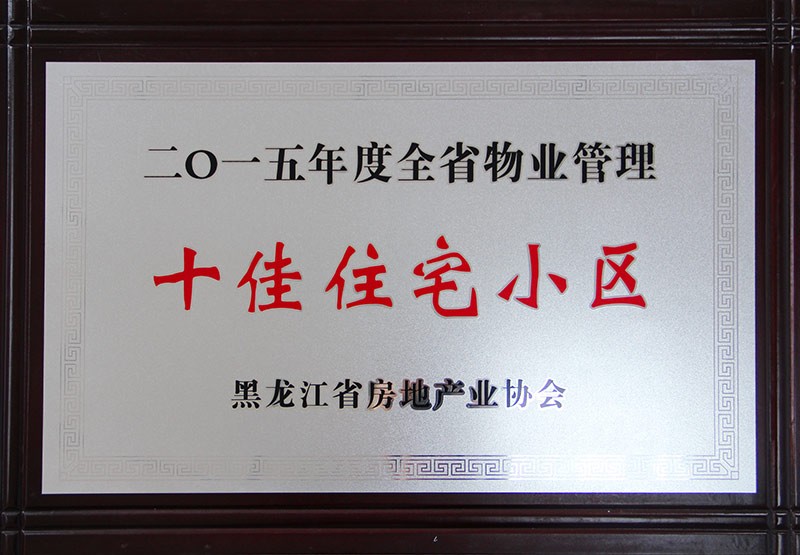 二〇一五年度全省物业管理
十佳住宅小区
黑龙江省房地产业协会